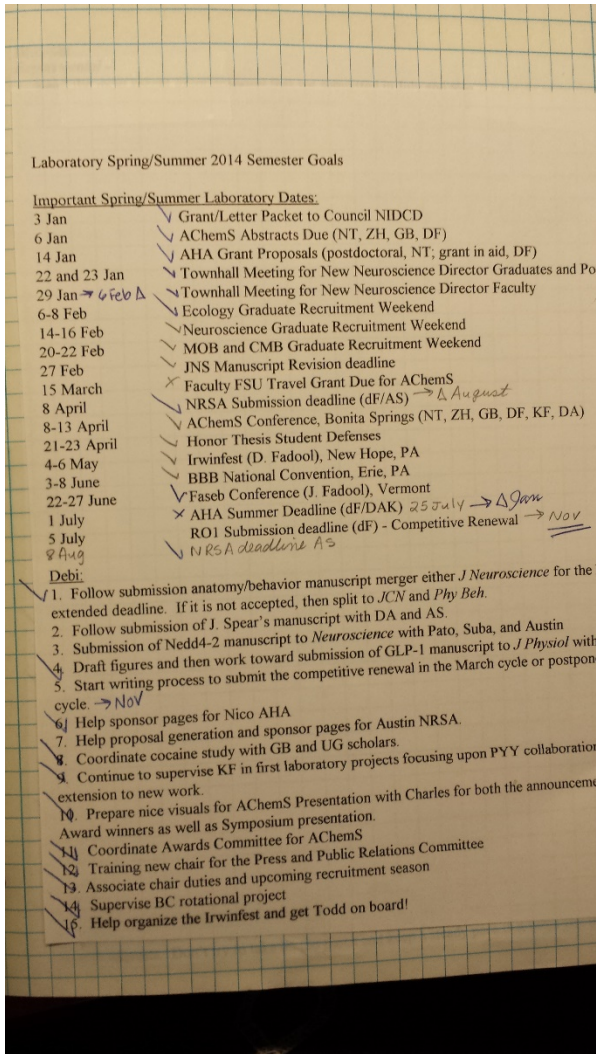 Laboratory Spring/Summer 2014 Semester Goals
Important Spring/Summer Laboratory Dates:
3 Jan Grant/Letter Packet to Council NIDCD
6 Jan AChemS Abstracts Due (NT, ZH, GB, DF)
14 Jan AHA Grant Proposals (postdoctoral, NT; grant in aid, DF)
22 and 23 Jan Townhall Meeting for New Neuroscience Director Graduates and Po
29 Jan → 6 Feb Δ Townhall Meeting for New Neuroscience Director Faculty
6-8 Feb Ecology Graduate Recruitment Weekend
14-16 Feb Neuroscience Graduate Recruitment Weekend
20-22 Feb MOB and CMB Graduate Recruitment Weekend
27 Feb JNS Manuscript Revision deadline
15 March Faculty FSU Travel Grant Due for AChemS
8 April NRSA Submission deadline (dF/AS) → Δ August
8-13 April AChemS Conference, Bonita Springs (NT, ZH, GB, DF, KF, DA)
21-23 April Honor Thesis Student Defenses
4-6 May Irwinfest (D. Fadool), New Hope, PA
3-8 June BBB National Convention, Erie, PA
22-27 June Faseb Conference (J. Fadool), Vermont
1 July AHA Summer Deadline (dF/DAK) 25 July → Δ Jan
5 July RO1 Submission deadline (dF) - Competitive Renewal → Nov
8 Aug NRSA deadline AS
Debi:
1. Follow submission anatomy/behavior manuscript merger either J Neuroscience for the
extended deadline. If it is not accepted, then split to JCN and Phy Beh.
2. Follow submission of J. Spear's manuscript with DA and AS.
3. Submission of Nedd4-2 manuscript to Neuroscience with Pato, Suba, and Austin
4. Draft figures and then work toward submission of GLP-1 manuscript to J Physiol with
5. Start writing process to submit the competitive renewal in the March cycle or postpon
cycle. → Nov
6. Help sponsor pages for Nico AHA
7. Help proposal generation and sponsor pages for Austin NRSA.
8. Coordinate cocaine study with GB and UG scholars.
9. Continue to supervise KF in first laboratory projects focusing upon PYY collaboration
extension to new work.
10. Prepare nice visuals for AChemS Presentation with Charles for both the announceme
Award winners as well as Symposium presentation.
11. Coordinate Awards Committee for AChemS
12. Training new chair for the Press and Public Relations Committee
13. Associate chair duties and upcoming recruitment season
14. Supervise BC rotational project
15. Help organize the Irwinfest and get Todd on board!